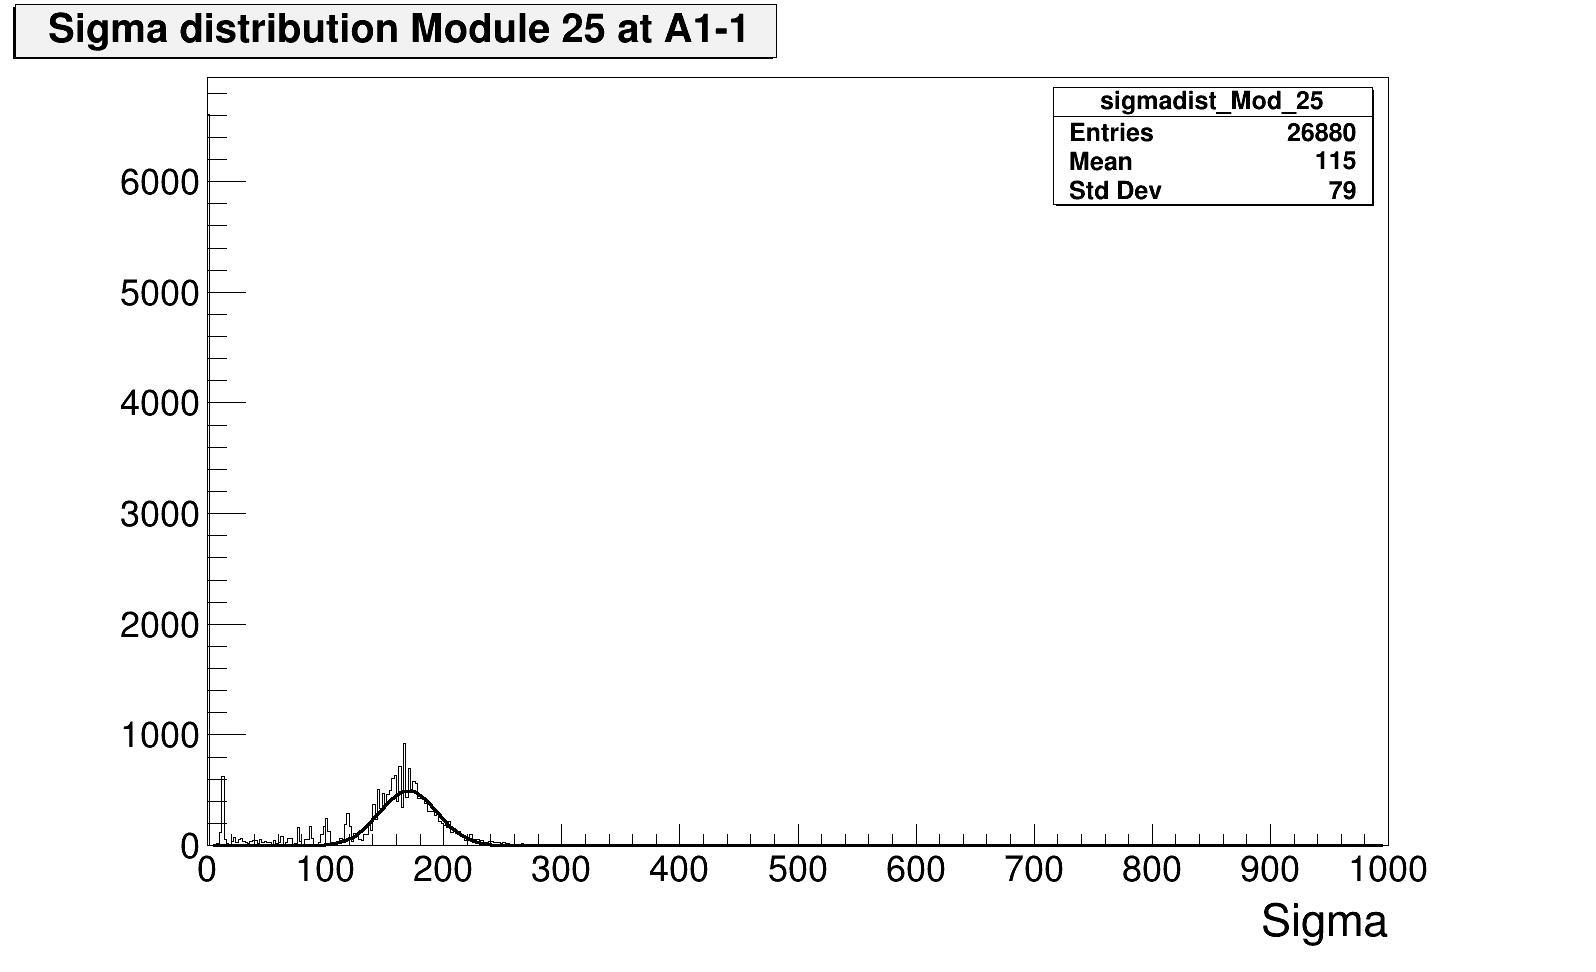 Sigma distribution Module 25 at A1-1
sigmadist_Mod_25
Entries 26880
Mean 115
Std Dev 79
6000
5000
4000
3000
2000
1000
0
0 100 200 300 400 500 600 700 800 900 1000
Sigma